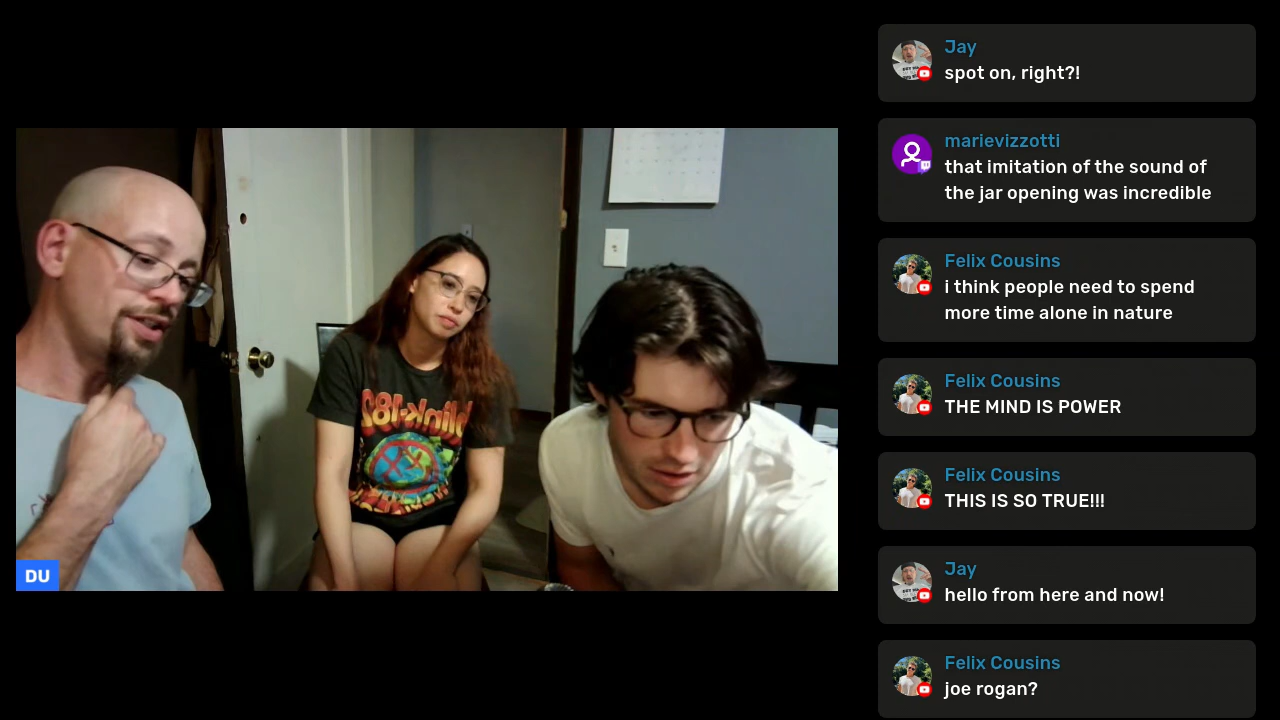 Jay
spot on, right?!
marievizzotti
that imitation of the sound of
the jar opening was incredible
Felix Cousins
i think people need to spend
more time alone in nature
Felix Cousins
THE MIND IS POWER
Felix Cousins
THIS IS SO TRUE!!!
Jay
hello from here and now!
Felix Cousins
joe rogan?
blink-182
DU